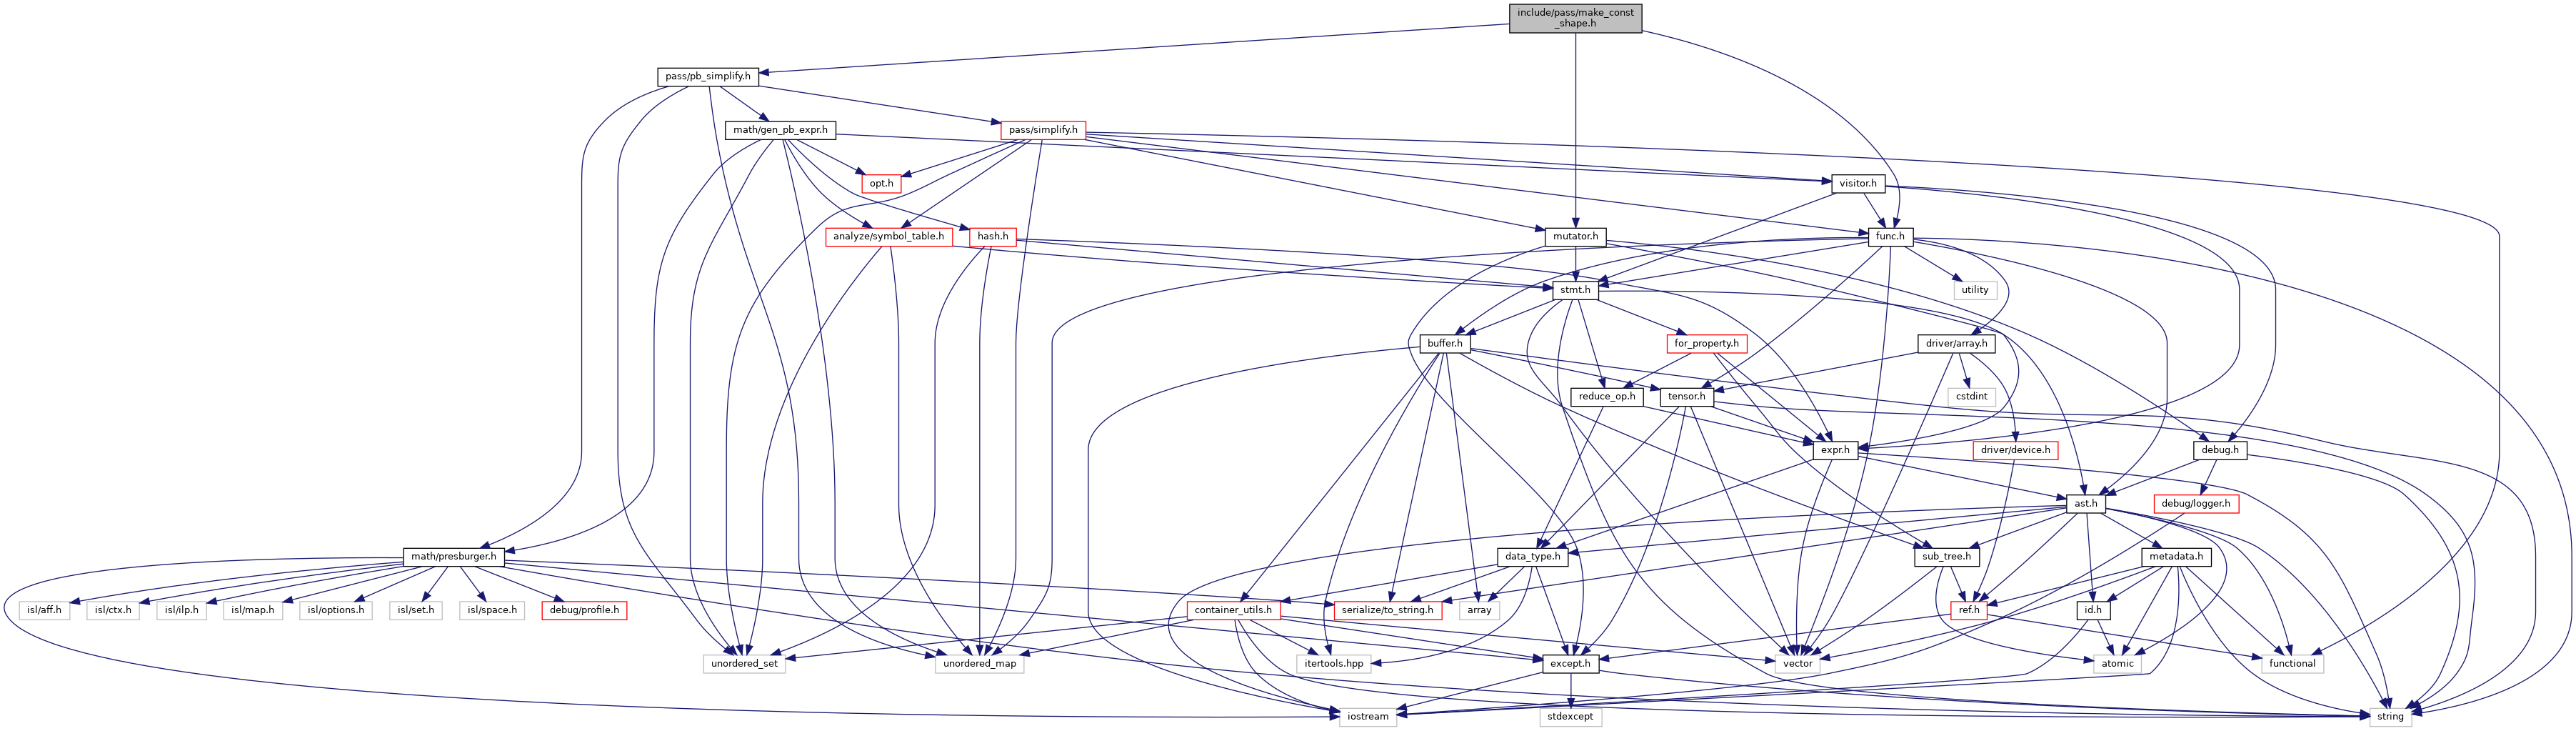 include/pass/make_const
_shape.h
pass/pb_simplify.h
math/gen_pb_expr.h
pass/simplify.h
opt.h
visitor.h
analyze/symbol_table.h
hash.h
mutator.h
func.h
stmt.h
utility
buffer.h
for_property.h
driver/array.h
reduce_op.h
tensor.h
cstdint
expr.h
driver/device.h
debug.h
ast.h
debug/logger.h
math/presburger.h
data_type.h
sub_tree.h
metadata.h
isl/aff.h
isl/ctx.h
isl/ilp.h
isl/map.h
isl/options.h
isl/set.h
isl/space.h
debug/profile.h
container_utils.h
serialize/to_string.h
array
ref.h
id.h
unordered_set
unordered_map
itertools.hpp
except.h
vector
atomic
functional
iostream
stdexcept
string